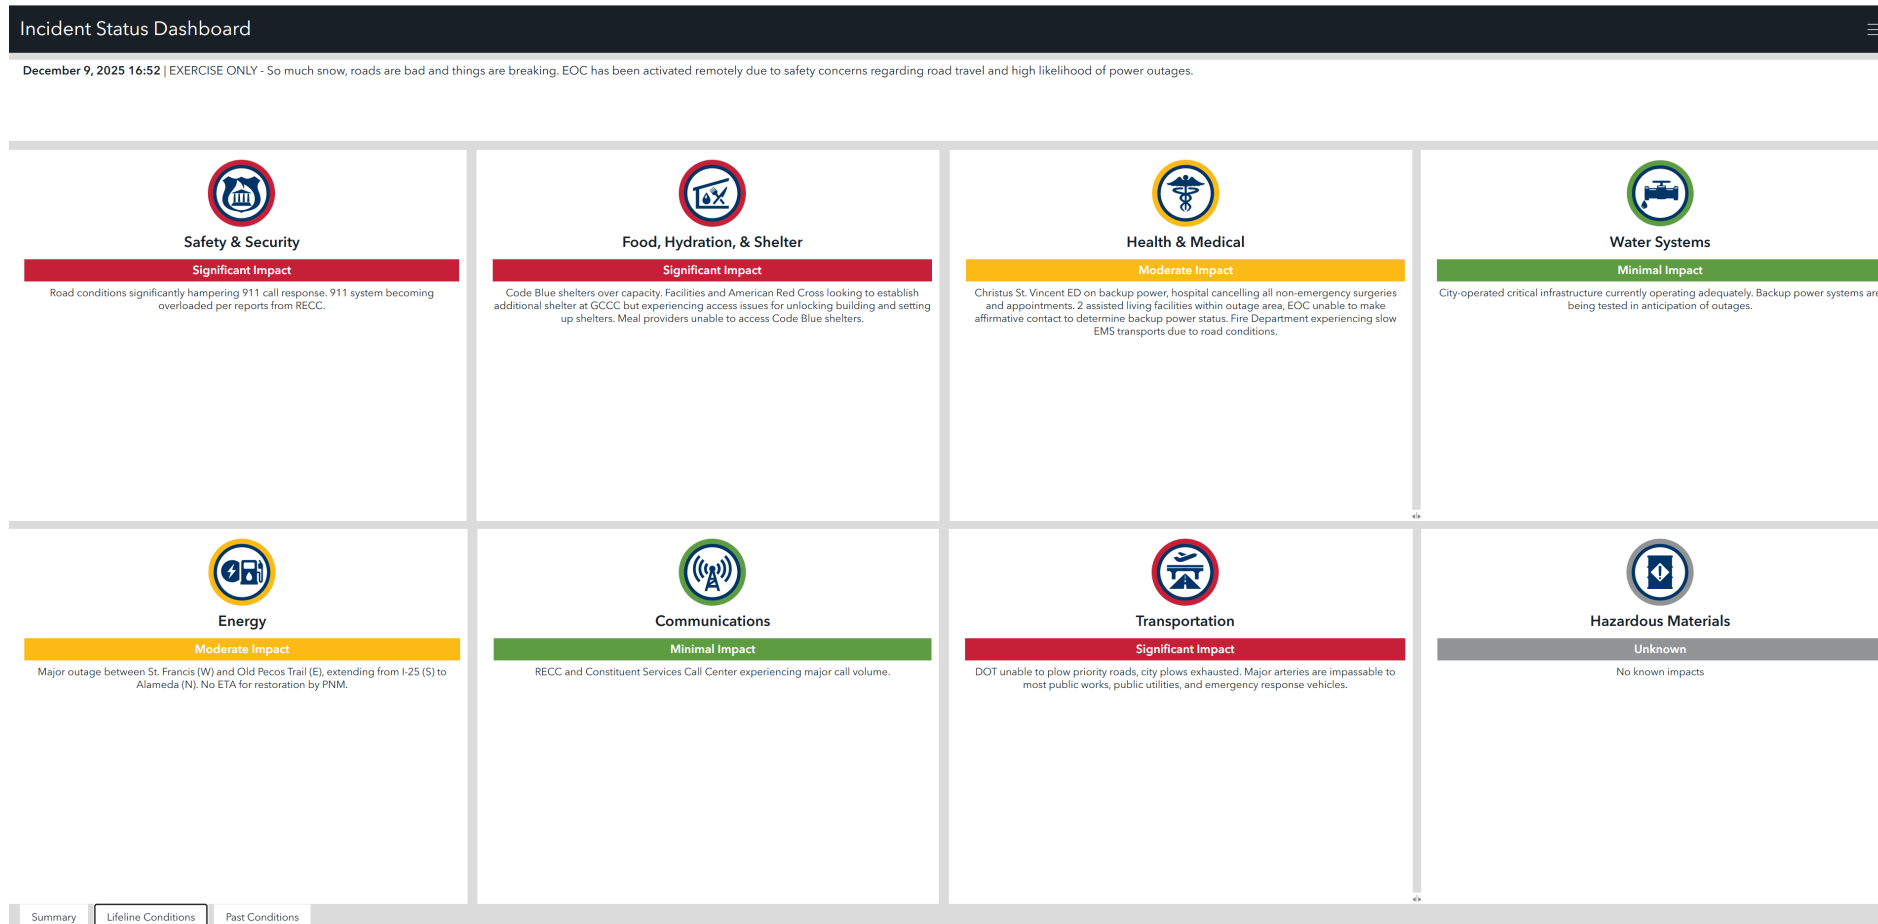 Incident Status Dashboard
December 9, 2025 16:52 | EXERCISE ONLY - So much snow, roads are bad and things are breaking. EOC has been activated remotely due to safety concerns regarding road travel and high likelihood of power outages.
Safety & Security
Significant Impact
Road conditions significantly hampering 911 call response. 911 system becoming
overloaded per reports from RECC.
Food, Hydration, & Shelter
Significant Impact
Code Blue shelters over capacity. Facilities and American Red Cross looking to establish
additional shelter at GCCC but experiencing access issues for unlocking building and setting
up shelters. Meal providers unable to access Code Blue shelters.
Health & Medical
Moderate Impact
Christus St. Vincent ED on backup power, hospital cancelling all non-emergency surgeries
and appointments. 2 assisted living facilities within outage area, EOC unable to make
affirmative contact to determine backup power status. Fire Department experiencing slow
EMS transports due to road conditions.
Water Systems
Minimal Impact
City-operated critical infrastructure currently operating adequately. Backup power systems are
being tested in anticipation of outages.
Energy
Moderate Impact
Major outage between St. Francis (W) and Old Pecos Trail (E), extending from I-25 (S) to
Alameda (N). No ETA for restoration by PNM.
Communications
Minimal Impact
RECC and Constituent Services Call Center experiencing major call volume.
Transportation
Significant Impact
DOT unable to plow priority roads, city plows exhausted. Major arteries are impassable to
most public works, public utilities, and emergency response vehicles.
Hazardous Materials
Unknown
No known impacts
Summary
Lifeline Conditions
Past Conditions